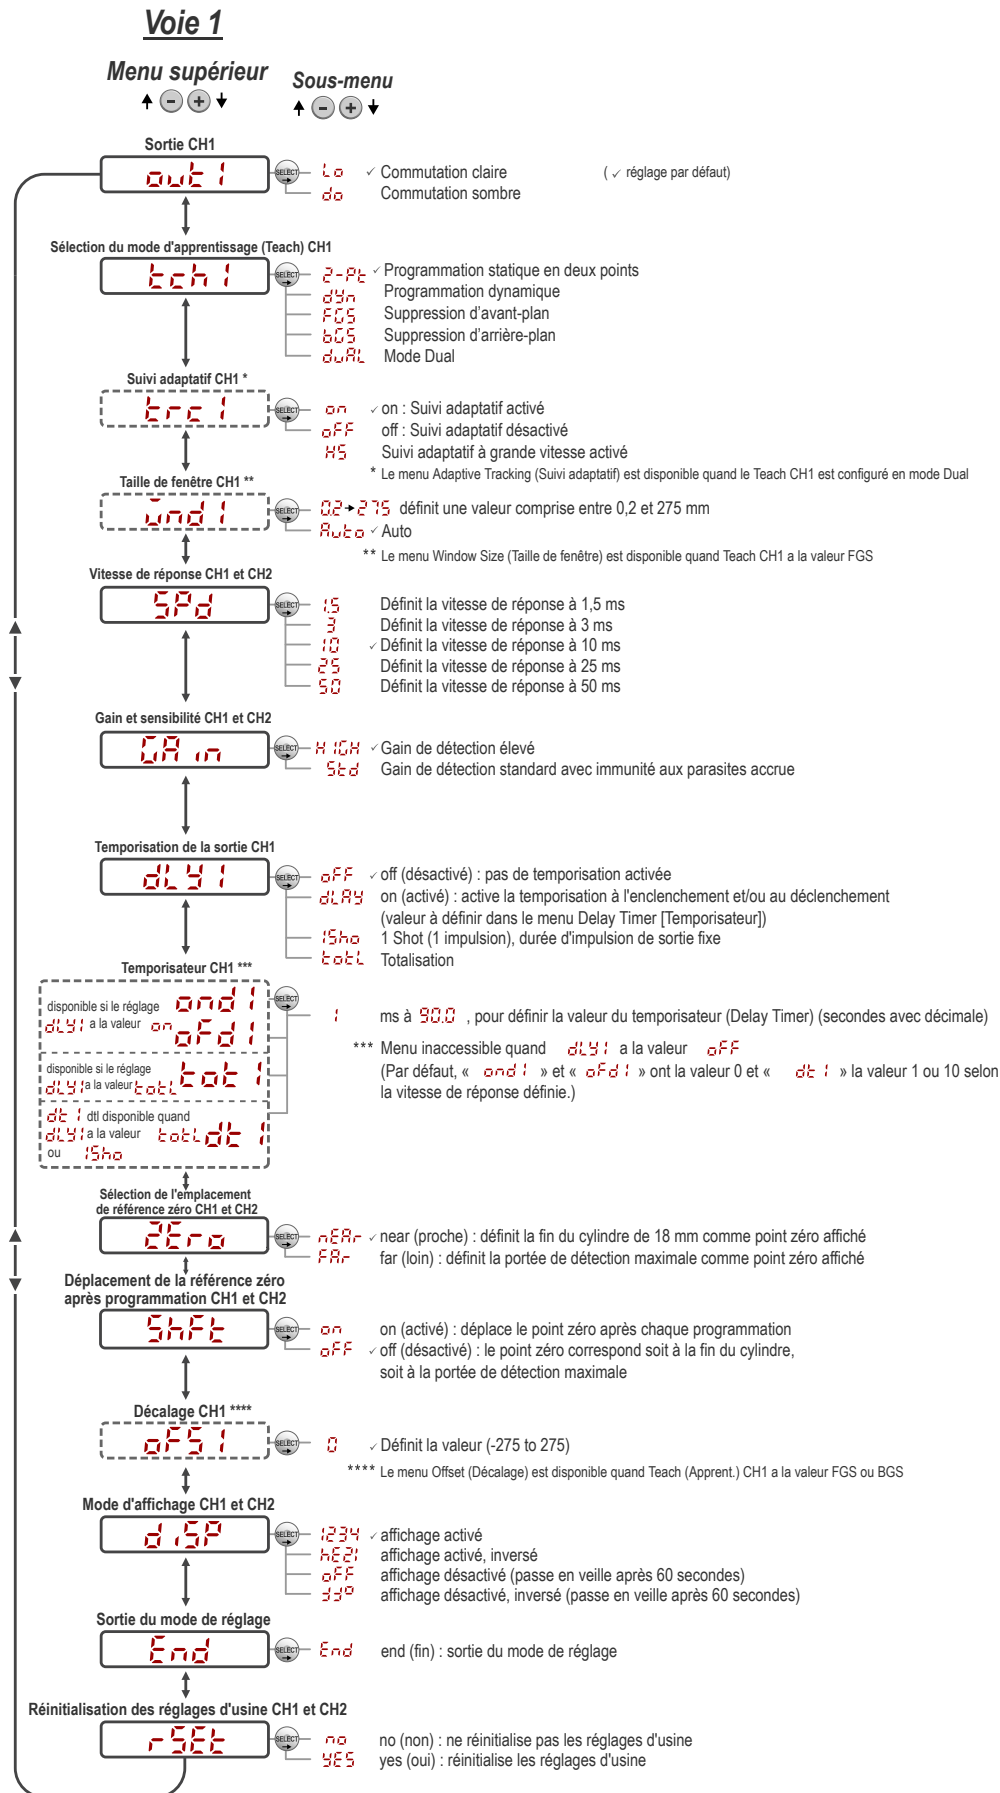 Voie 1
Menu supérieur
Sous-menu
- +
- +
Sortie CH1
out1
SELECT
Lo ✓ Commutation claire
( ✓ réglage par défaut)
do Commutation sombre
Sélection du mode d'apprentissage (Teach) CH1
tch1
SELECT
2-Pt ✓ Programmation statique en deux points
dyn Programmation dynamique
FGS Suppression d'avant-plan
bGS Suppression d'arrière-plan
duAL Mode Dual
Suivi adaptatif CH1 *
trc1
SELECT
on ✓ on : Suivi adaptatif activé
oFF off : Suivi adaptatif désactivé
HS Suivi adaptatif à grande vitesse activé
* Le menu Adaptive Tracking (Suivi adaptatif) est disponible quand le Teach CH1 est configuré en mode Dual
Taille de fenêtre CH1 **
wnd1
SELECT
0.2 → 275 définit une valeur comprise entre 0,2 et 275 mm
Auto ✓ Auto
** Le menu Window Size (Taille de fenêtre) est disponible quand Teach CH1 a la valeur FGS
Vitesse de réponse CH1 et CH2
SPd
SELECT
1.5 Définit la vitesse de réponse à 1,5 ms
3 Définit la vitesse de réponse à 3 ms
10 ✓ Définit la vitesse de réponse à 10 ms
25 Définit la vitesse de réponse à 25 ms
50 Définit la vitesse de réponse à 50 ms
Gain et sensibilité CH1 et CH2
GAin
SELECT
HIGH ✓ Gain de détection élevé
Std Gain de détection standard avec immunité aux parasites accrue
Temporisation de la sortie CH1
dLY1
SELECT
oFF ✓ off (désactivé) : pas de temporisation activée
dLAY on (activé) : active la temporisation à l'enclenchement et/ou au déclenchement
(valeur à définir dans le menu Delay Timer [Temporisateur])
1Sho 1 Shot (1 impulsion), durée d'impulsion de sortie fixe
totL Totalisation
Temporisateur CH1 ***
disponible si le réglage
dLY1 a la valeur on
ond1
oFd1
SELECT
disponible si le réglage
dLY1 a la valeur totL
tot1
dt1 dtl disponible quand
dLY1 a la valeur totL
ou 1Sho
dt1
1 ms à 90.0 , pour définir la valeur du temporisateur (Delay Timer) (secondes avec décimale)
*** Menu inaccessible quand dLY1 a la valeur oFF
(Par défaut, « ond1 » et « oFd1 » ont la valeur 0 et « dt1 » la valeur 1 ou 10 selon
la vitesse de réponse définie.)
Sélection de l'emplacement
de référence zéro CH1 et CH2
ZEro
SELECT
nEAr ✓ near (proche) : définit la fin du cylindre de 18 mm comme point zéro affiché
FAr far (loin) : définit la portée de détection maximale comme point zéro affiché
Déplacement de la référence zéro
après programmation CH1 et CH2
ShFt
SELECT
on on (activé) : déplace le point zéro après chaque programmation
oFF ✓ off (désactivé) : le point zéro correspond soit à la fin du cylindre,
soit à la portée de détection maximale
Décalage CH1 ****
oFS1
SELECT
0 ✓ Définit la valeur (-275 to 275)
**** Le menu Offset (Décalage) est disponible quand Teach (Apprent.) CH1 a la valeur FGS ou BGS
Mode d'affichage CH1 et CH2
diSP
SELECT
1234 ✓ affichage activé
hEZ1 affichage activé, inversé
oFF affichage désactivé (passe en veille après 60 secondes)
affichage désactivé, inversé (passe en veille après 60 secondes)
Sortie du mode de réglage
End
SELECT
End end (fin) : sortie du mode de réglage
Réinitialisation des réglages d'usine CH1 et CH2
rSEt
SELECT
no no (non) : ne réinitialise pas les réglages d'usine
YES yes (oui) : réinitialise les réglages d'usine